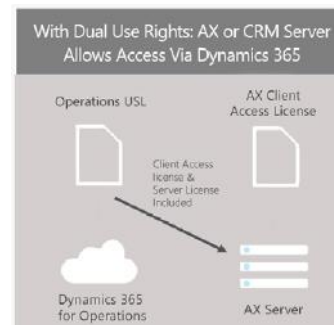 With Dual Use Rights: AX or CRM Server
Allows Access Via Dynamics 365
Operations USL
AX Client
Access License
Client Access
license &
Server License
Included
Dynamics 365
for Operations
AX Server